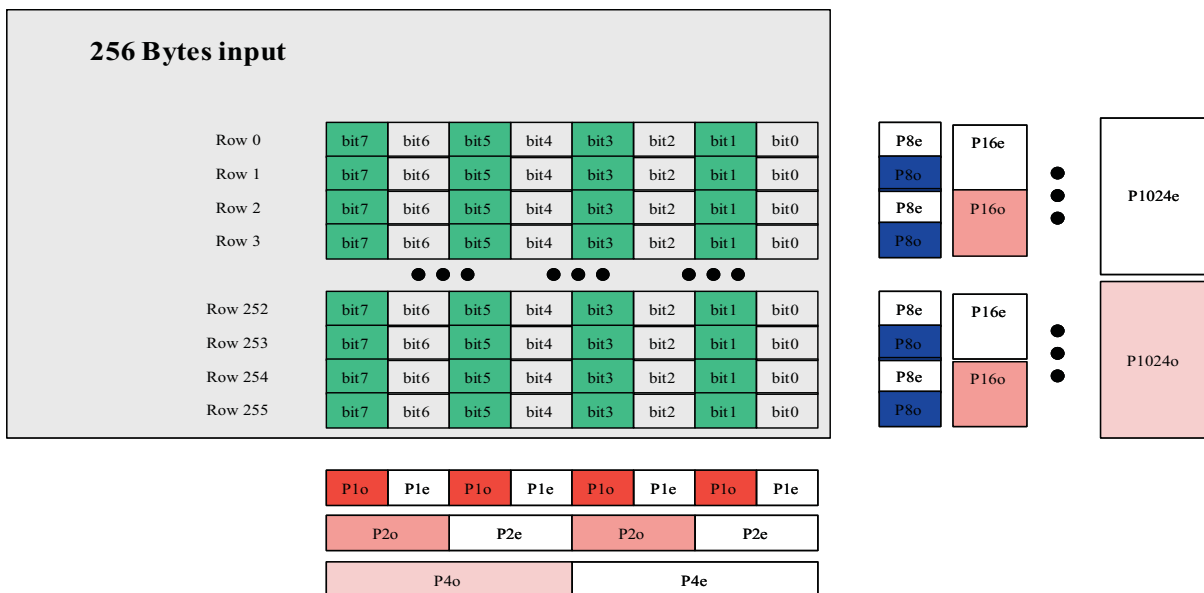 256 Bytes input
Row 0 bit7 bit6 bit5 bit4 bit3 bit2 bit1 bit0 P8e P16e
Row 1 bit7 bit6 bit5 bit4 bit3 bit2 bit1 bit0 P8o
Row 2 bit7 bit6 bit5 bit4 bit3 bit2 bit1 bit0 P8e P16o P1024e
Row 3 bit7 bit6 bit5 bit4 bit3 bit2 bit1 bit0 P8o
Row 252 bit7 bit6 bit5 bit4 bit3 bit2 bit1 bit0 P8e P16e
Row 253 bit7 bit6 bit5 bit4 bit3 bit2 bit1 bit0 P8o
Row 254 bit7 bit6 bit5 bit4 bit3 bit2 bit1 bit0 P8e P16o P1024o
Row 255 bit7 bit6 bit5 bit4 bit3 bit2 bit1 bit0 P8o
P1o P1e P1o P1e P1o P1e P1o P1e
P2o P2e P2o P2e
P4o P4e